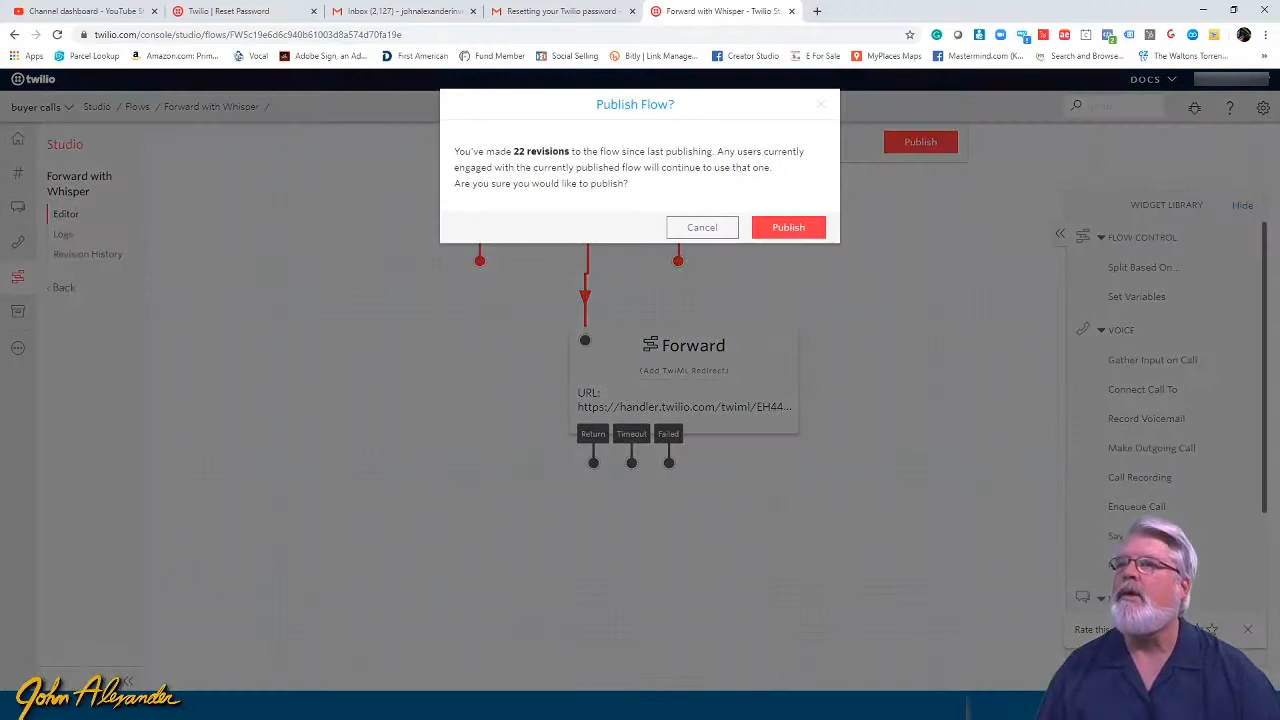 Channel dashboard - YouTube St
Twilio | Reset Password
Inbox (2,127) - johnalexanderinv
Resetting your Twilio password -
Forward with Whisper - Twilio St
twilio.com/console/studio/flows/FW5c19e6d6c940b61003d8a574d70fa19e
Apps
Parcel Lookup
Amazon.com: Prim...
Vocal
Adobe Sign, an Ad...
First American
Fund Member
Social Selling
Bitly | Link Manage...
Creator Studio
E For Sale
MyPlaces Maps
Mastermind.com (K...
Search and Browse...
The Waltons Torren...
twilio
DOCS
buyer calls
Studio / Flows / Forward with Whisper /
Studio
Forward with
Whisper
Editor
Logs
Revision History
Back
Publish Flow?
You've made 22 revisions to the flow since last publishing. Any users currently
engaged with the currently published flow will continue to use that one.
Are you sure you would like to publish?
Cancel
Publish
Publish
Forward
(Add TwiML Redirect)
URL:
https://handler.twilio.com/twiml/EH44...
Return
Timeout
Failed
WIDGET LIBRARY
Hide
FLOW CONTROL
Split Based On...
Set Variables
VOICE
Gather Input on Call
Connect Call To
Record Voicemail
Make Outgoing Call
Call Recording
Enqueue Call
Rate this
John Alexander